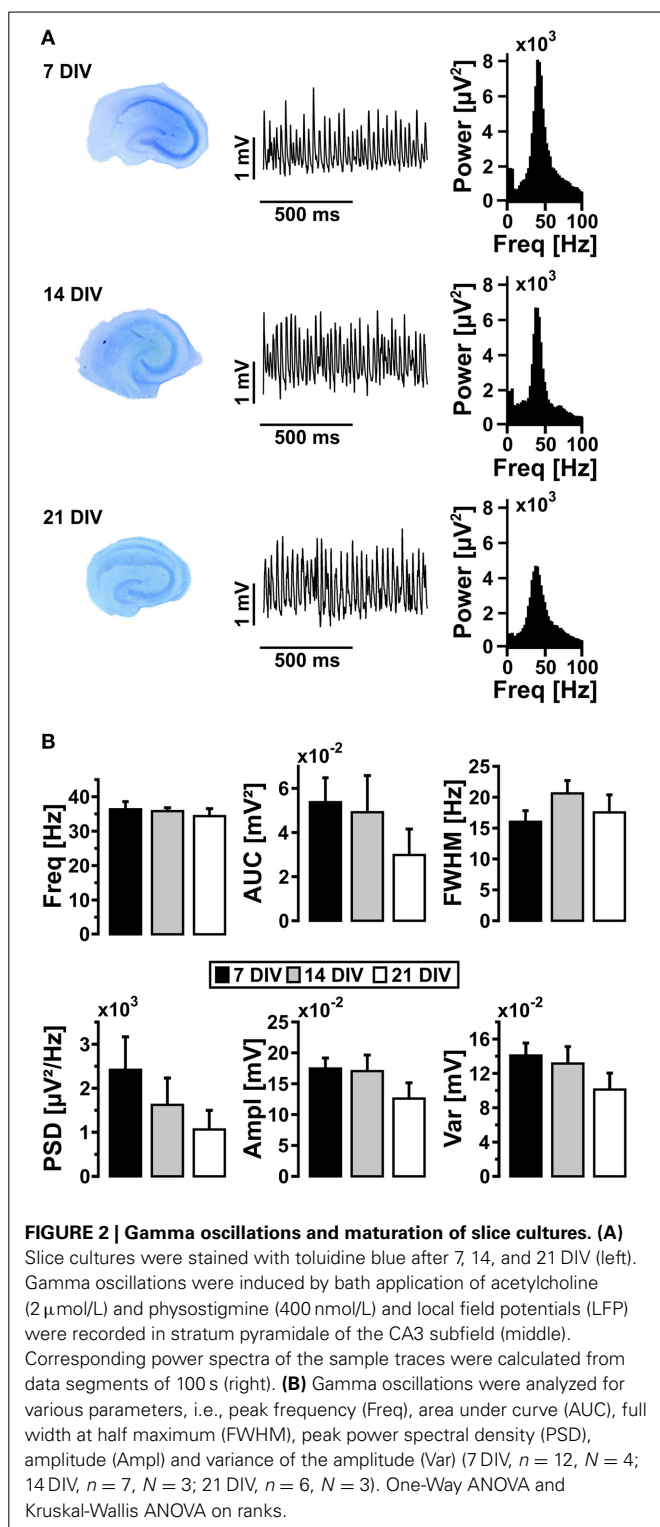 A
7 DIV
1 mV
500 ms
x10³
Power [µV²]
8
6
4
2
0
0 50 100
Freq [Hz]
14 DIV
1 mV
500 ms
x10³
Power [µV²]
8
6
4
2
0
0 50 100
Freq [Hz]
21 DIV
1 mV
500 ms
x10³
Power [µV²]
8
6
4
2
0
0 50 100
Freq [Hz]
B
Freq [Hz]
40
30
20
10
0
x10⁻²
AUC [mV²]
6
4
2
0
FWHM [Hz]
25
20
15
10
5
0
7 DIV 14 DIV 21 DIV
x10³
PSD [µV²/Hz]
3
2
1
0
x10⁻²
Ampl [mV]
25
20
15
10
5
0
x10⁻²
Var [mV]
16
12
8
4
0
FIGURE 2 | Gamma oscillations and maturation of slice cultures. (A)
Slice cultures were stained with toluidine blue after 7, 14, and 21 DIV (left).
Gamma oscillations were induced by bath application of acetylcholine
(2 µmol/L) and physostigmine (400 nmol/L) and local field potentials (LFP)
were recorded in stratum pyramidale of the CA3 subfield (middle).
Corresponding power spectra of the sample traces were calculated from
data segments of 100 s (right). (B) Gamma oscillations were analyzed for
various parameters, i.e., peak frequency (Freq), area under curve (AUC), full
width at half maximum (FWHM), peak power spectral density (PSD),
amplitude (Ampl) and variance of the amplitude (Var) (7 DIV, n = 12, N = 4;
14 DIV, n = 7, N = 3; 21 DIV, n = 6, N = 3). One-Way ANOVA and
Kruskal-Wallis ANOVA on ranks.